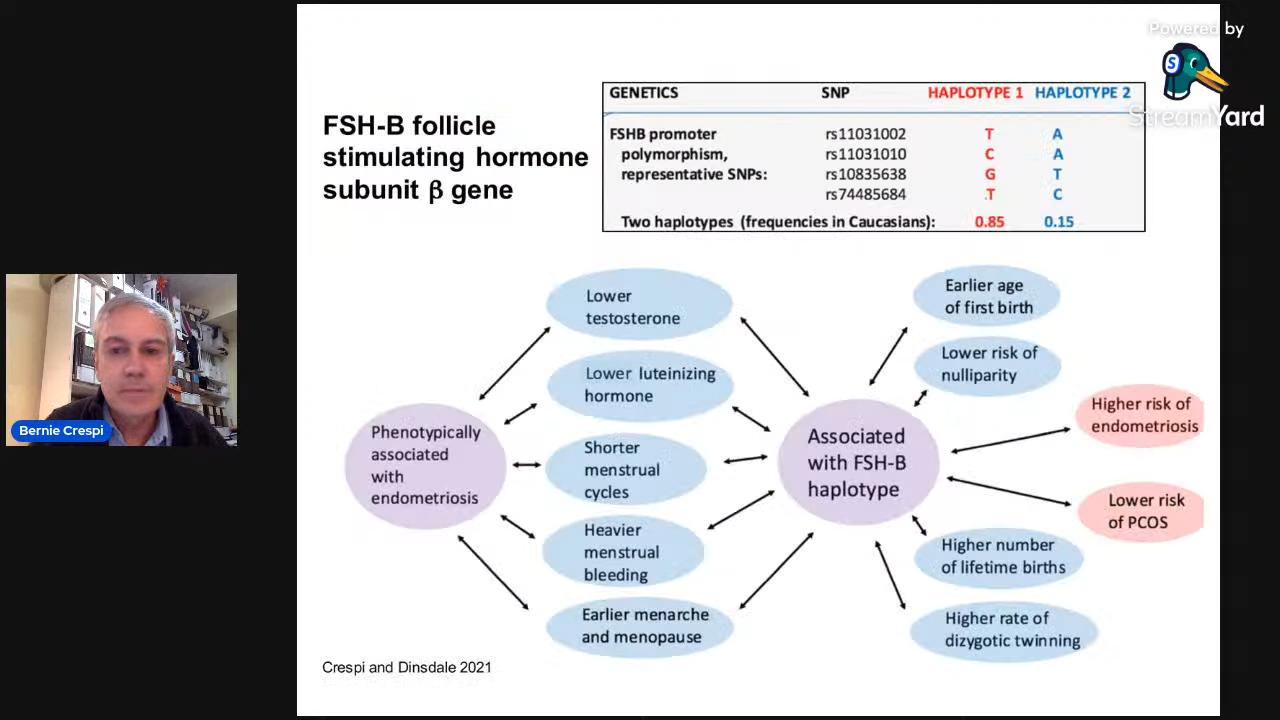 Powered by
S
StreamYard
FSH-B follicle
stimulating hormone
subunit β gene
GENETICS SNP HAPLOTYPE 1 HAPLOTYPE 2
FSHB promoter rs11031002 T A
polymorphism, rs11031010 C A
representative SNPs: rs10835638 G T
rs74485684 T C
Two haplotypes (frequencies in Caucasians): 0.85 0.15
Phenotypically
associated
with
endometriosis
Lower
testosterone
Lower luteinizing
hormone
Shorter
menstrual
cycles
Heavier
menstrual
bleeding
Earlier menarche
and menopause
Associated
with FSH-B
haplotype
Earlier age
of first birth
Lower risk of
nulliparity
Higher risk of
endometriosis
Lower risk
of PCOS
Higher number
of lifetime births
Higher rate of
dizygotic twinning
Crespi and Dinsdale 2021
Bernie Crespi